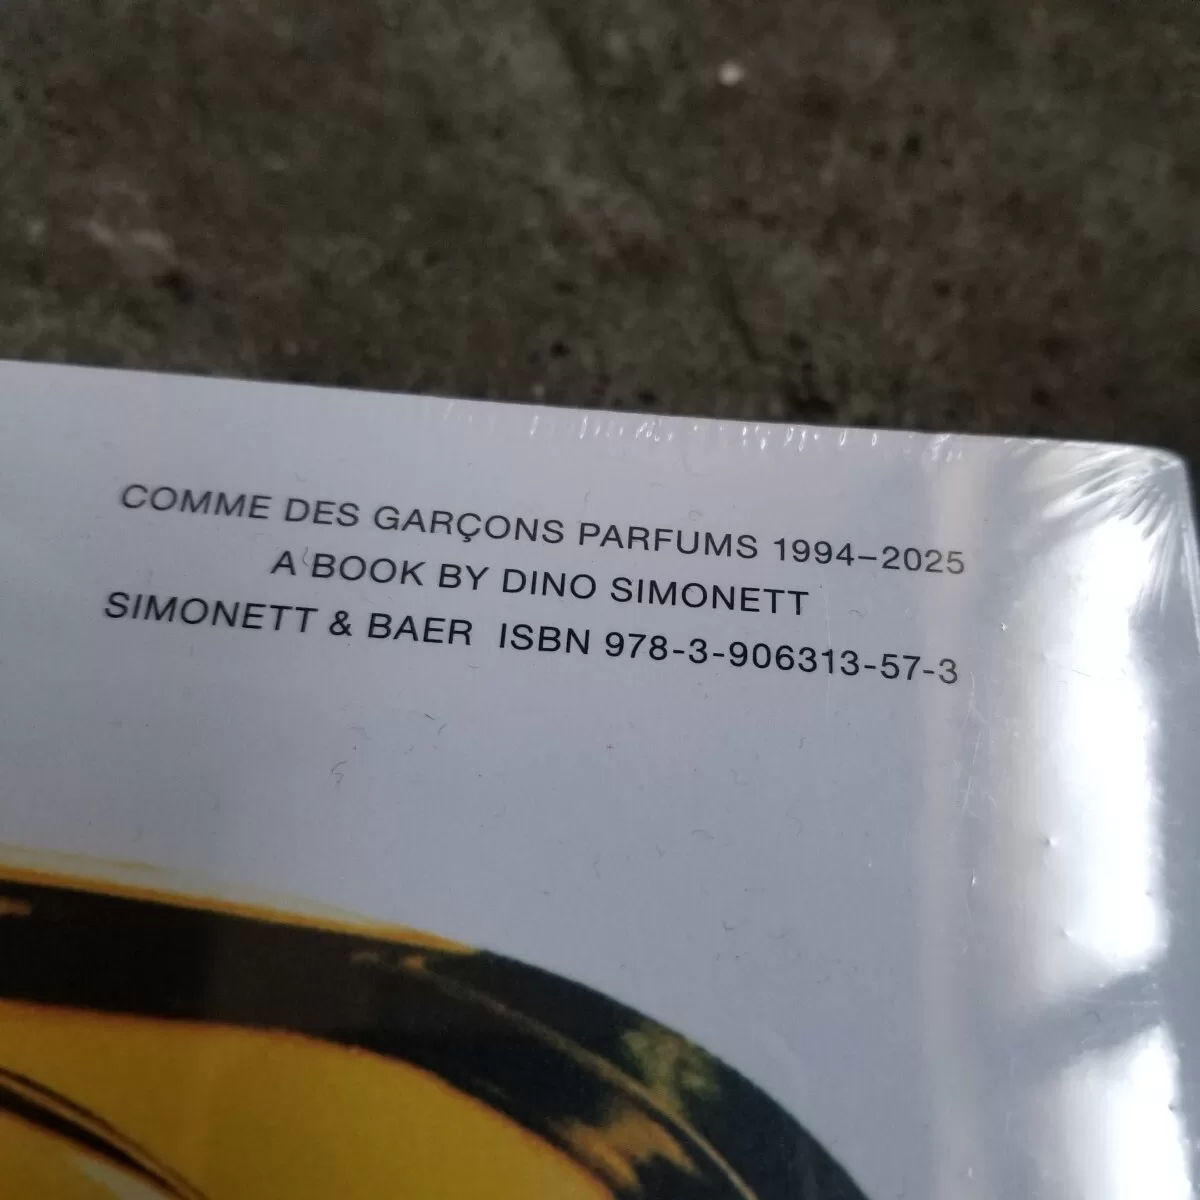 COMME DES GARÇONS PARFUMS 1994–2025
A BOOK BY DINO SIMONETT
SIMONETT & BAER ISBN 978-3-906313-57-3